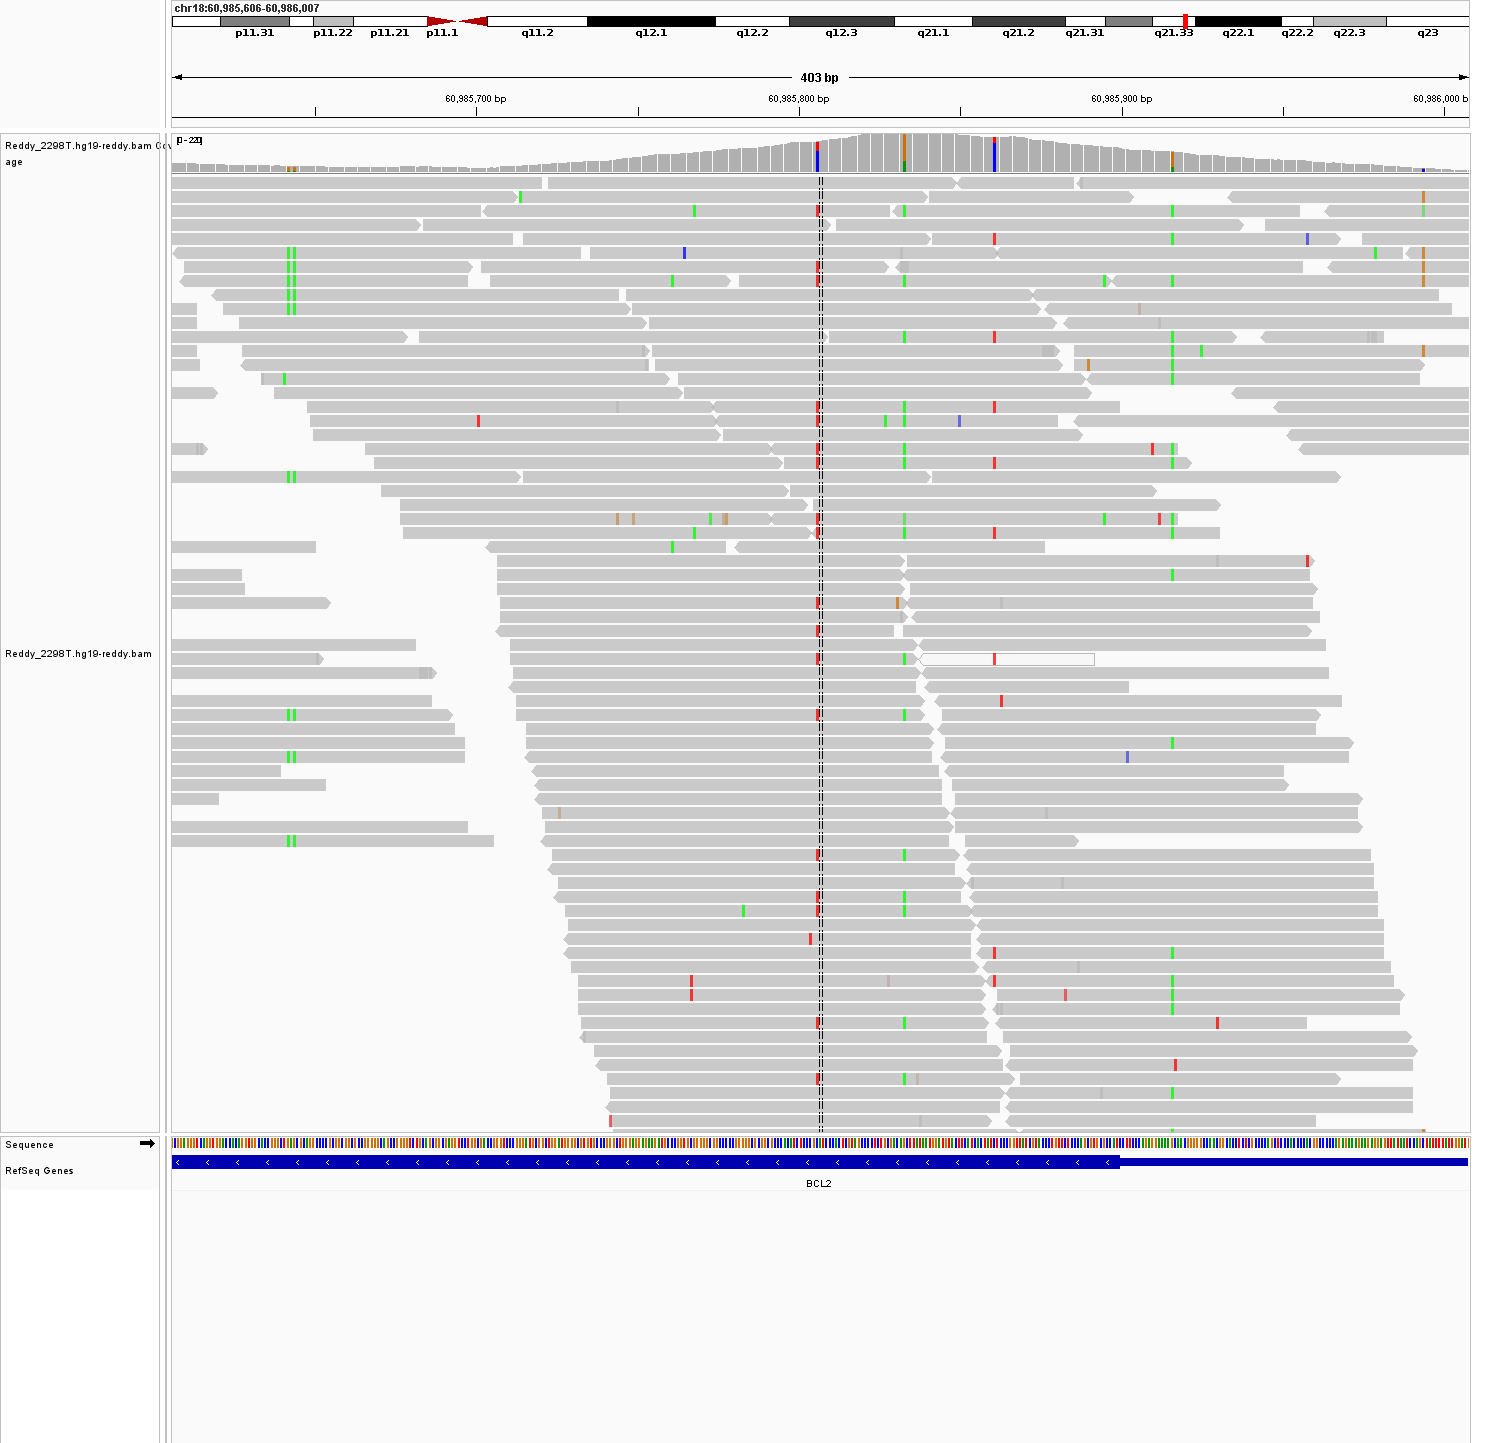 chr18:60,985,606-60,986,007
p11.31 p11.22 p11.21 p11.1 q11.2 q12.1 q12.2 q12.3 q21.1 q21.2 q21.31 q21.33 q22.1 q22.2 q22.3 q23
403 bp
60,985,700 bp 60,985,800 bp 60,985,900 bp 60,986,000 b
Reddy_2298T.hg19-reddy.bam Cov
age
Reddy_2298T.hg19-reddy.bam
Sequence
RefSeq Genes
BCL2